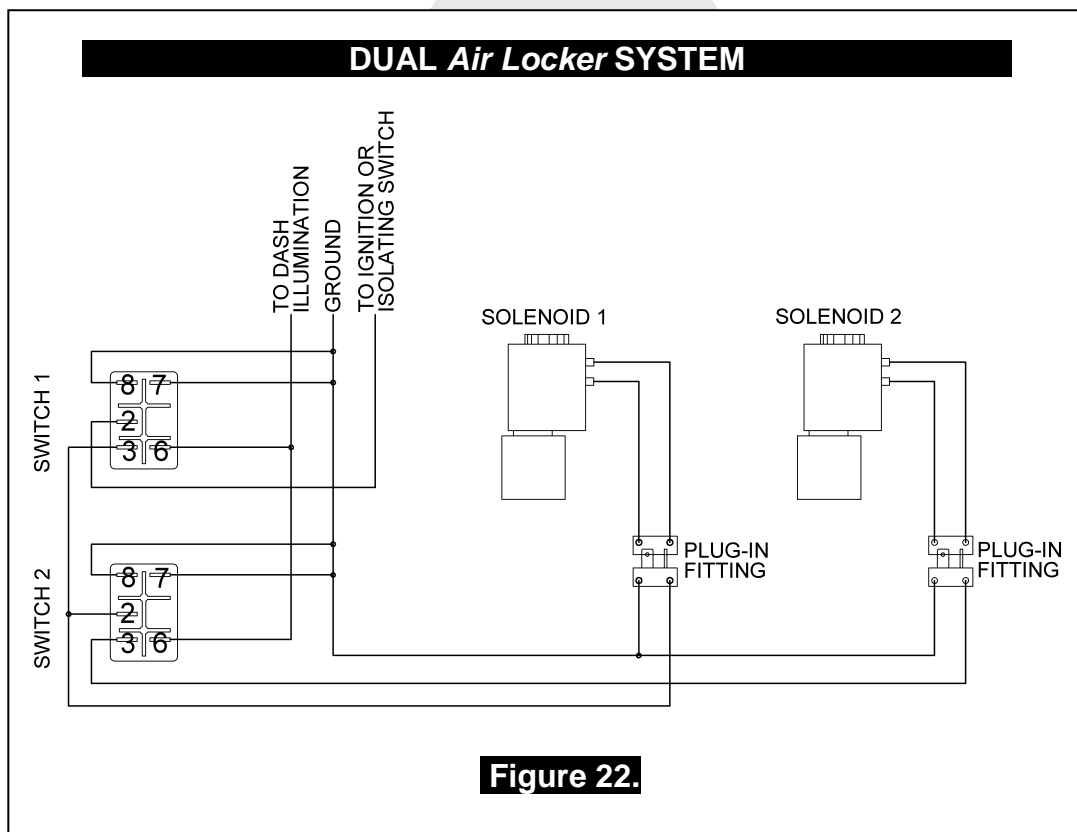 DUAL Air Locker SYSTEM
TO DASH
ILLUMINATION
GROUND
TO IGNITION OR
ISOLATING SWITCH
SOLENOID 1
SOLENOID 2
SWITCH 1
8 7
2
3 6
SWITCH 2
8 7
2
3 6
PLUG-IN
FITTING
PLUG-IN
FITTING
Figure 22.